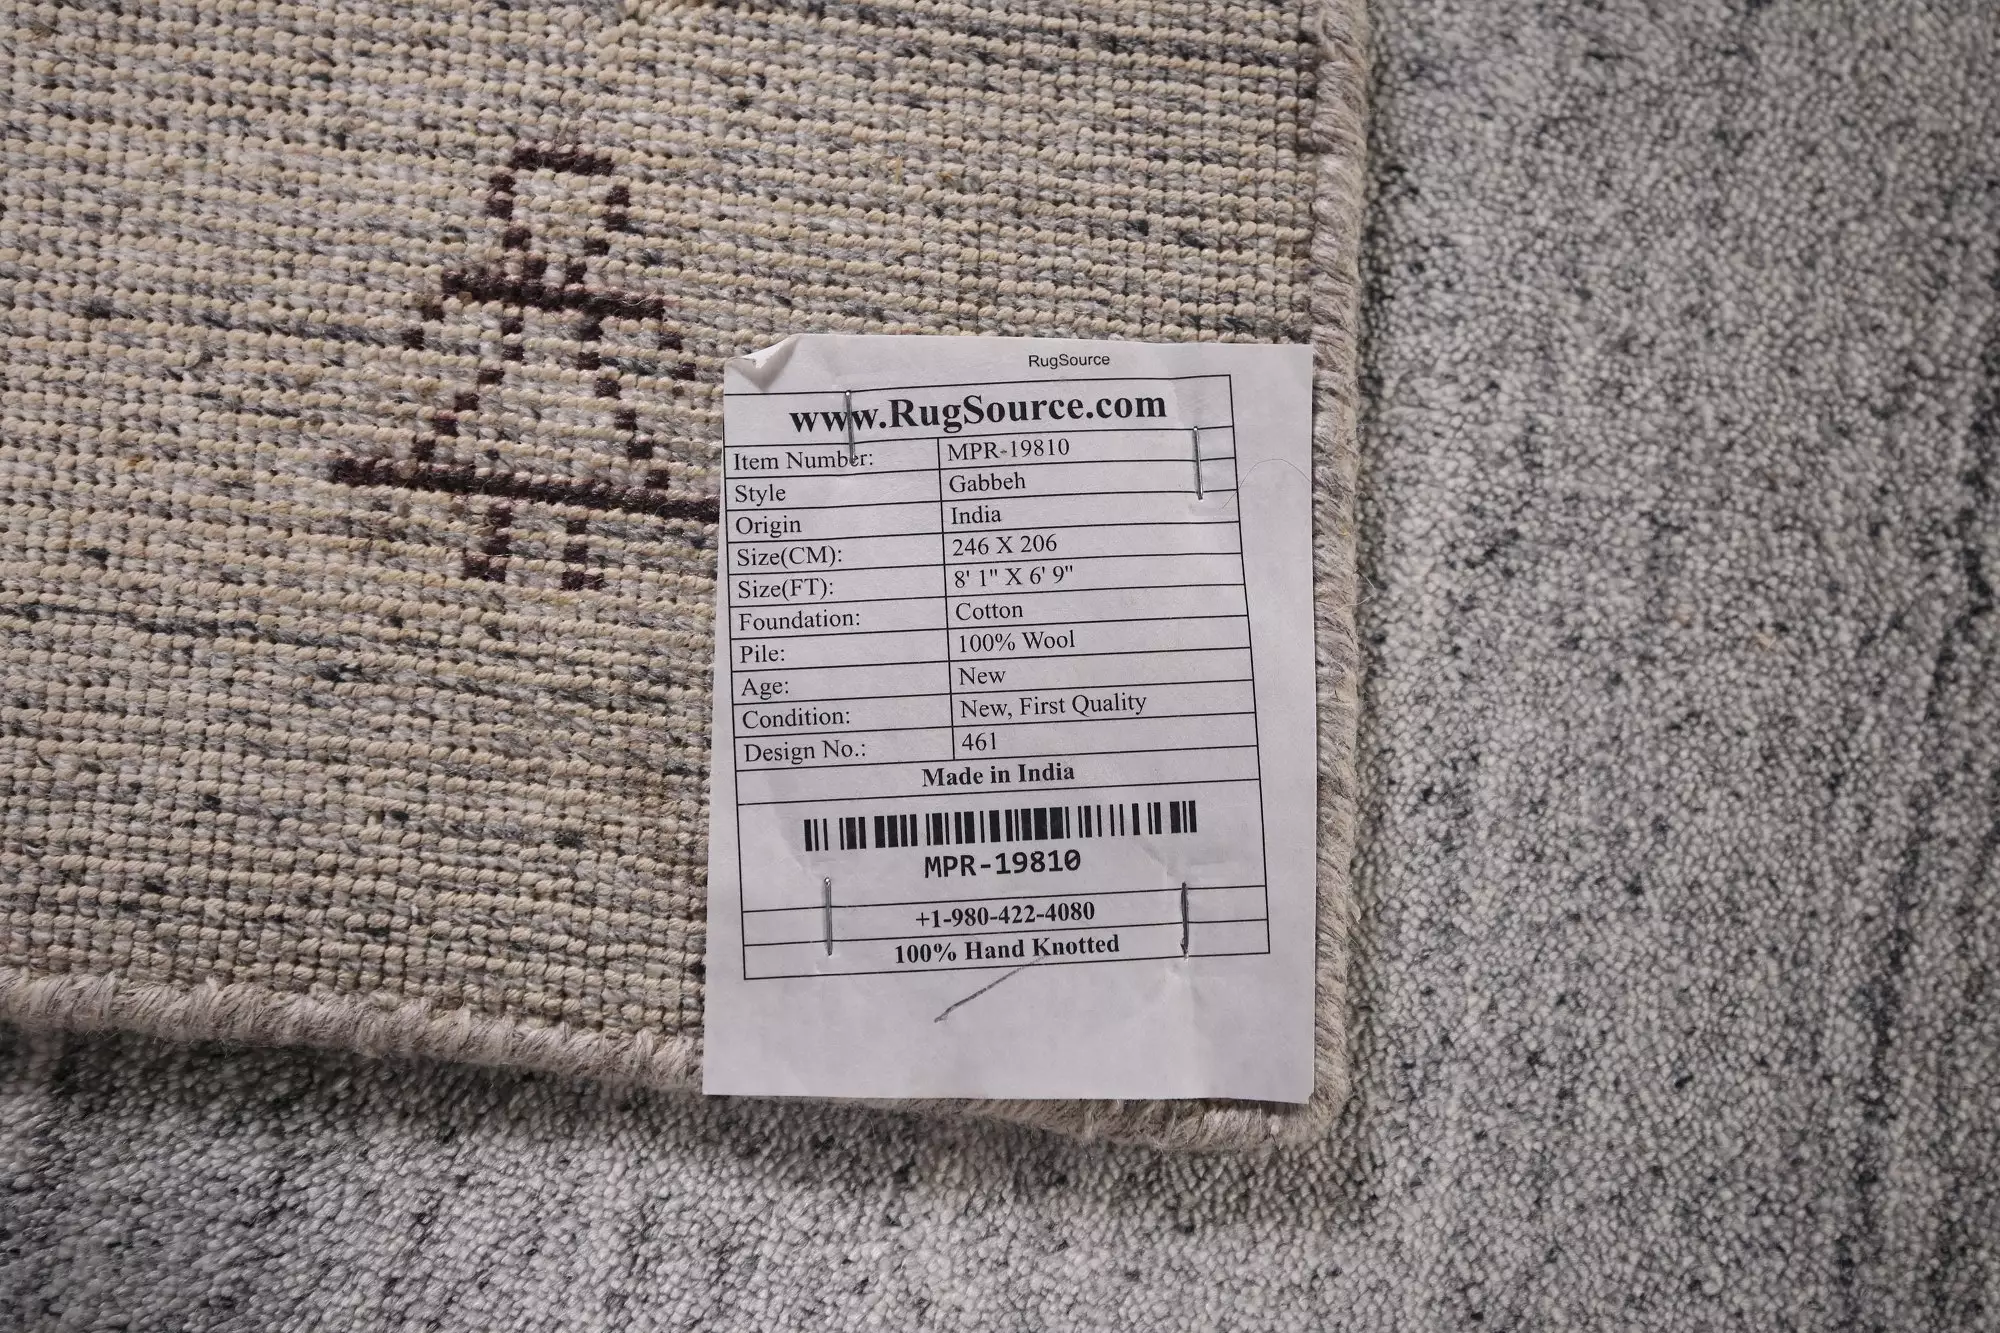 RugSource
www.RugSource.com
Item Number: MPR-19810
Style Gabbeh
Origin India
Size(CM): 246 X 206
Size(FT): 8' 1" X 6' 9"
Foundation: Cotton
Pile: 100% Wool
Age: New
Condition: New, First Quality
Design No.: 461
Made in India
MPR-19810
+1-980-422-4080
100% Hand Knotted